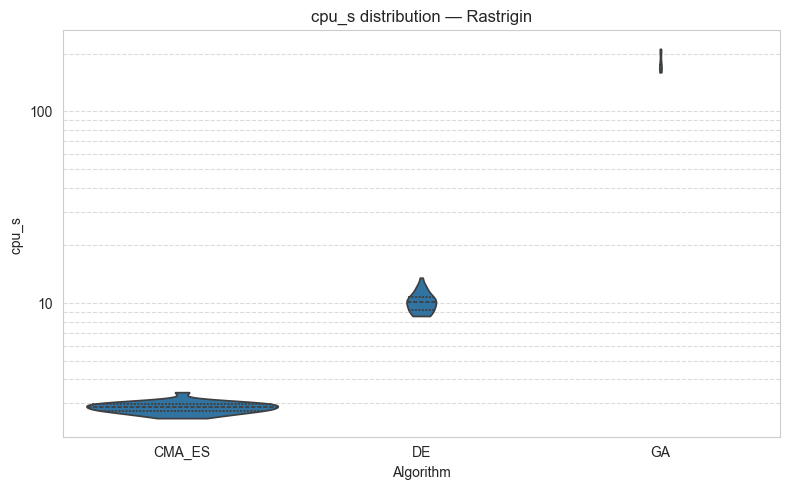 cpu_s distribution — Rastrigin
100
10
cpu_s
CMA_ES
DE
GA
Algorithm